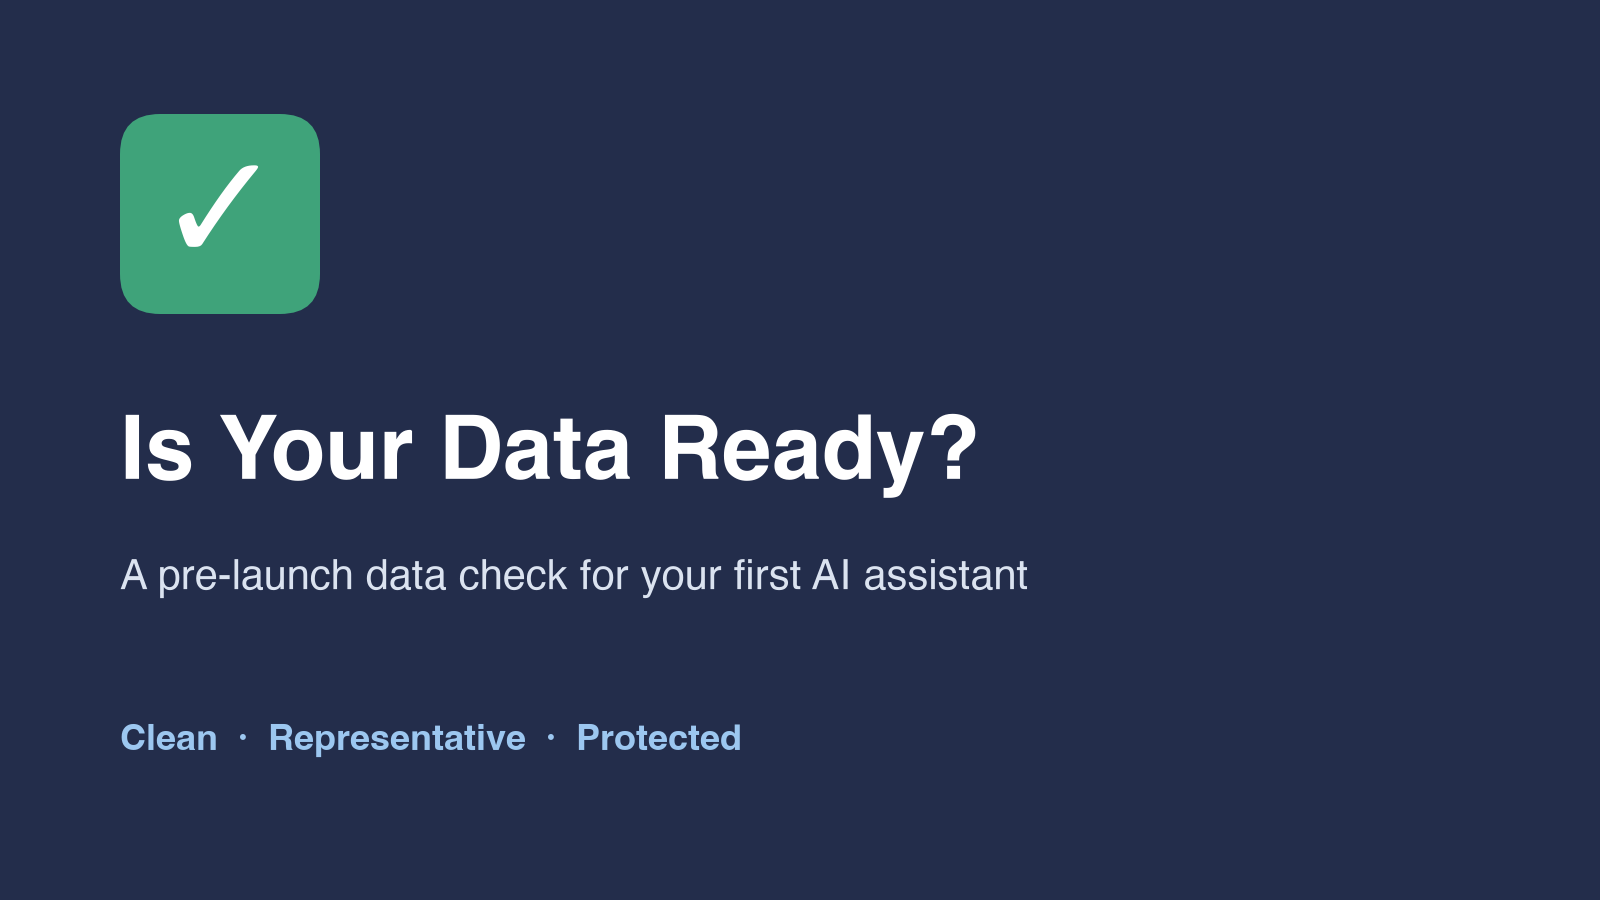 ✓
Is Your Data Ready?
A pre-launch data check for your first AI assistant
Clean · Representative · Protected